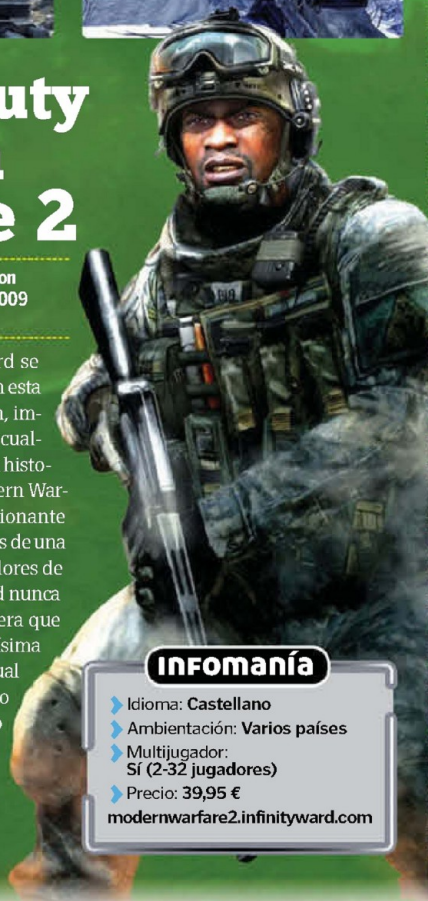 uty
e 2
on
009
rd se
n esta
n, im-
cual-
histo-
ern War-
ionante
s de una
lores de
d nunca
era que
ísima
ual
o
INFOMANÍA
Idioma: Castellano
Ambientación: Varios países
Multijugador:
Sí (2-32 jugadores)
Precio: 39,95 €
modernwarfare2.infinityward.com